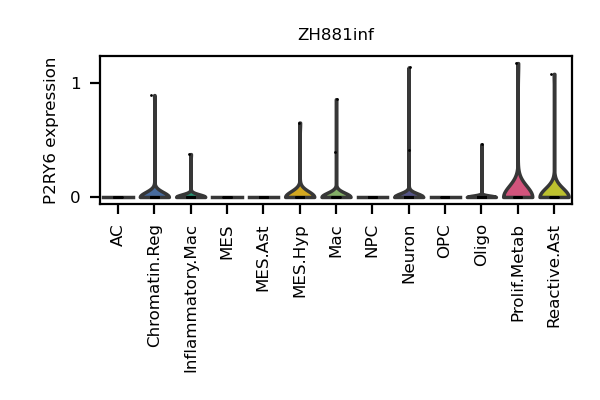 ZH881inf
P2RY6 expression
1
0
AC
Chromatin.Reg
Inflammatory.Mac
MES
MES.Ast
MES.Hyp
Mac
NPC
Neuron
OPC
Oligo
Prolif.Metab
Reactive.Ast